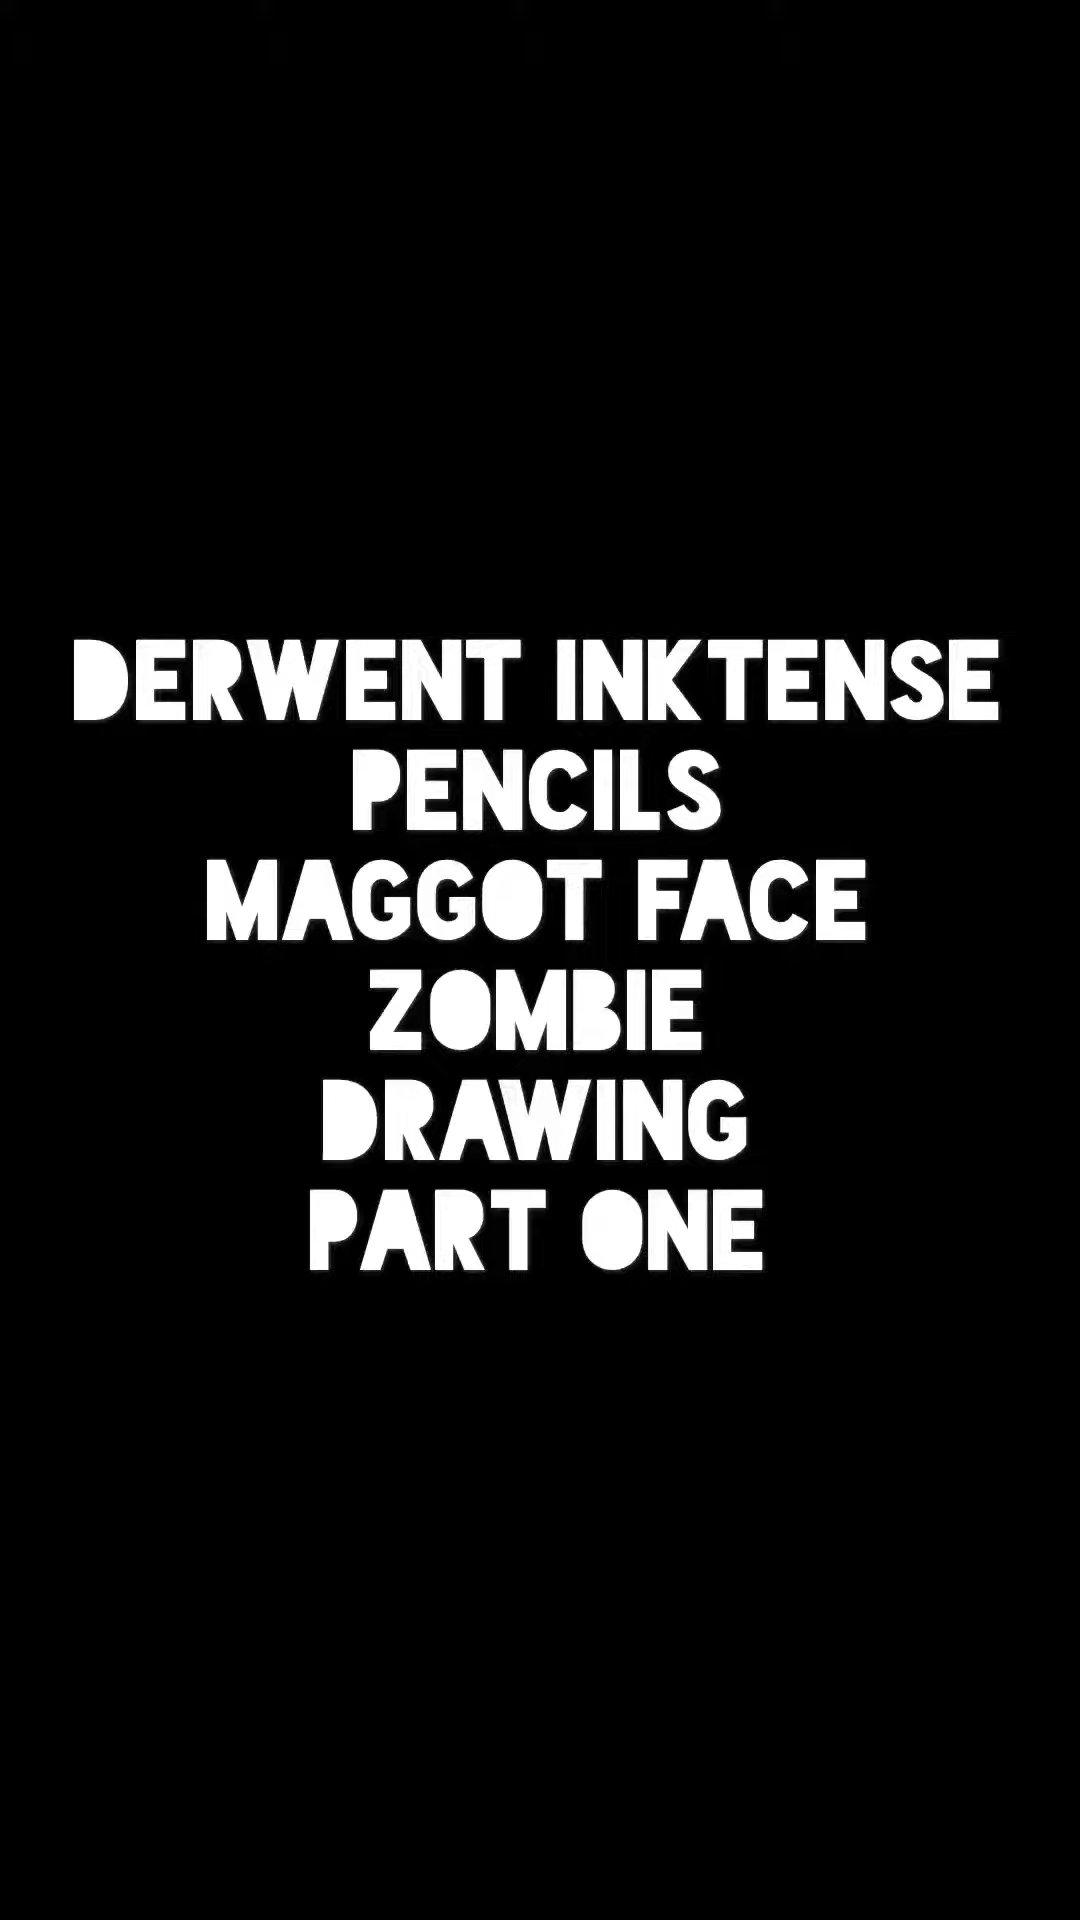 DERWENT INKTENSE
PENCILS
MAGGOT FACE
ZOMBIE
DRAWING
PART ONE